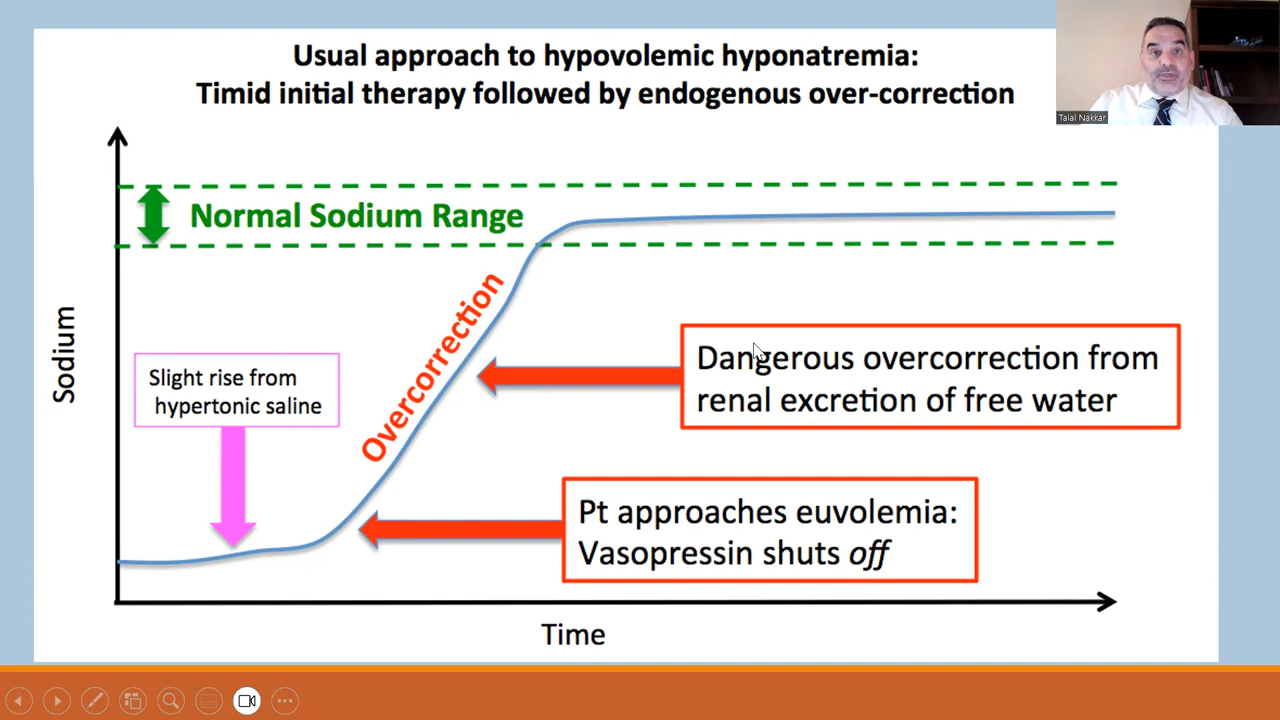 Usual approach to hypovolemic hyponatremia:
Timid initial therapy followed by endogenous over-correction
Talal Nakkar
Normal Sodium Range
Sodium
Overcorrection
Slight rise from
hypertonic saline
Dangerous overcorrection from
renal excretion of free water
Pt approaches euvolemia:
Vasopressin shuts off
Time